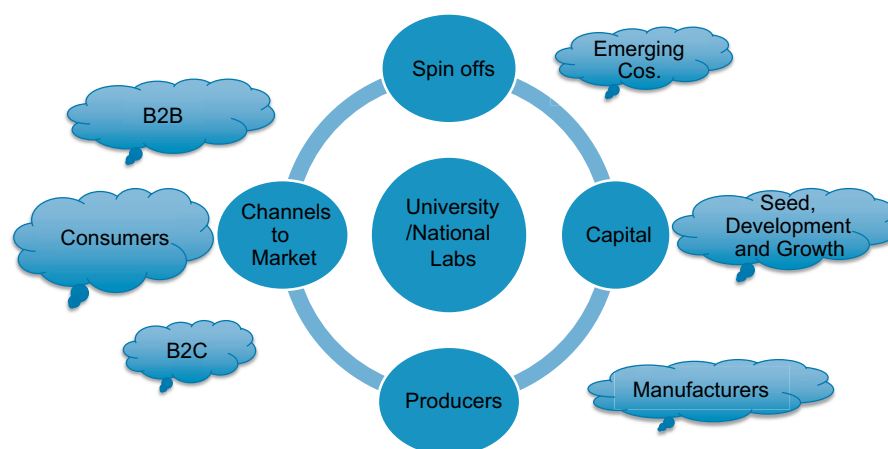 Spin offs
Emerging
Cos.
B2B
Channels
to
Market
University
/National
Labs
Capital
Seed,
Development
and Growth
Consumers
B2C
Producers
Manufacturers